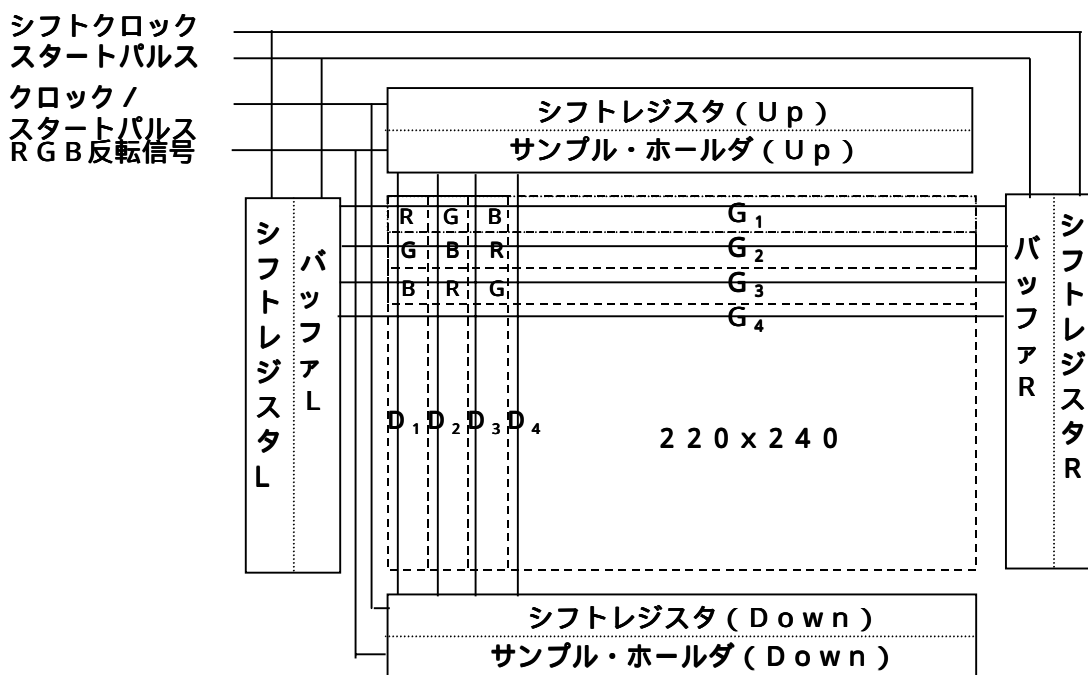 シフトクロック
スタートパルス
クロック /
スタートパルス
RGB反転信号
シフトレジスタ(Up)
サンプル・ホールダ(Up)
シフトレジスタL
バッファL
R G B G₁
G B R G₂
B R G G₃
G₄
D₁ D₂ D₃ D₄
220x240
バッファR
シフトレジスタR
シフトレジスタ(Down)
サンプル・ホールダ(Down)